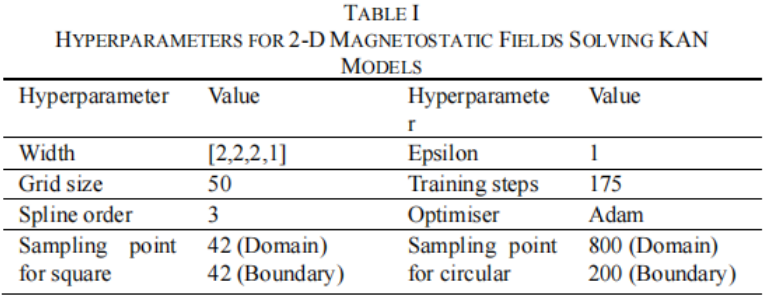 TABLE I
HYPERPARAMETERS FOR 2-D MAGNETOSTATIC FIELDS SOLVING KAN
MODELS
Hyperparameter Value Hyperparamete Value
r
Width [2,2,2,1] Epsilon 1
Grid size 50 Training steps 175
Spline order 3 Optimiser Adam
Sampling point 42 (Domain) Sampling point 800 (Domain)
for square 42 (Boundary) for circular 200 (Boundary)